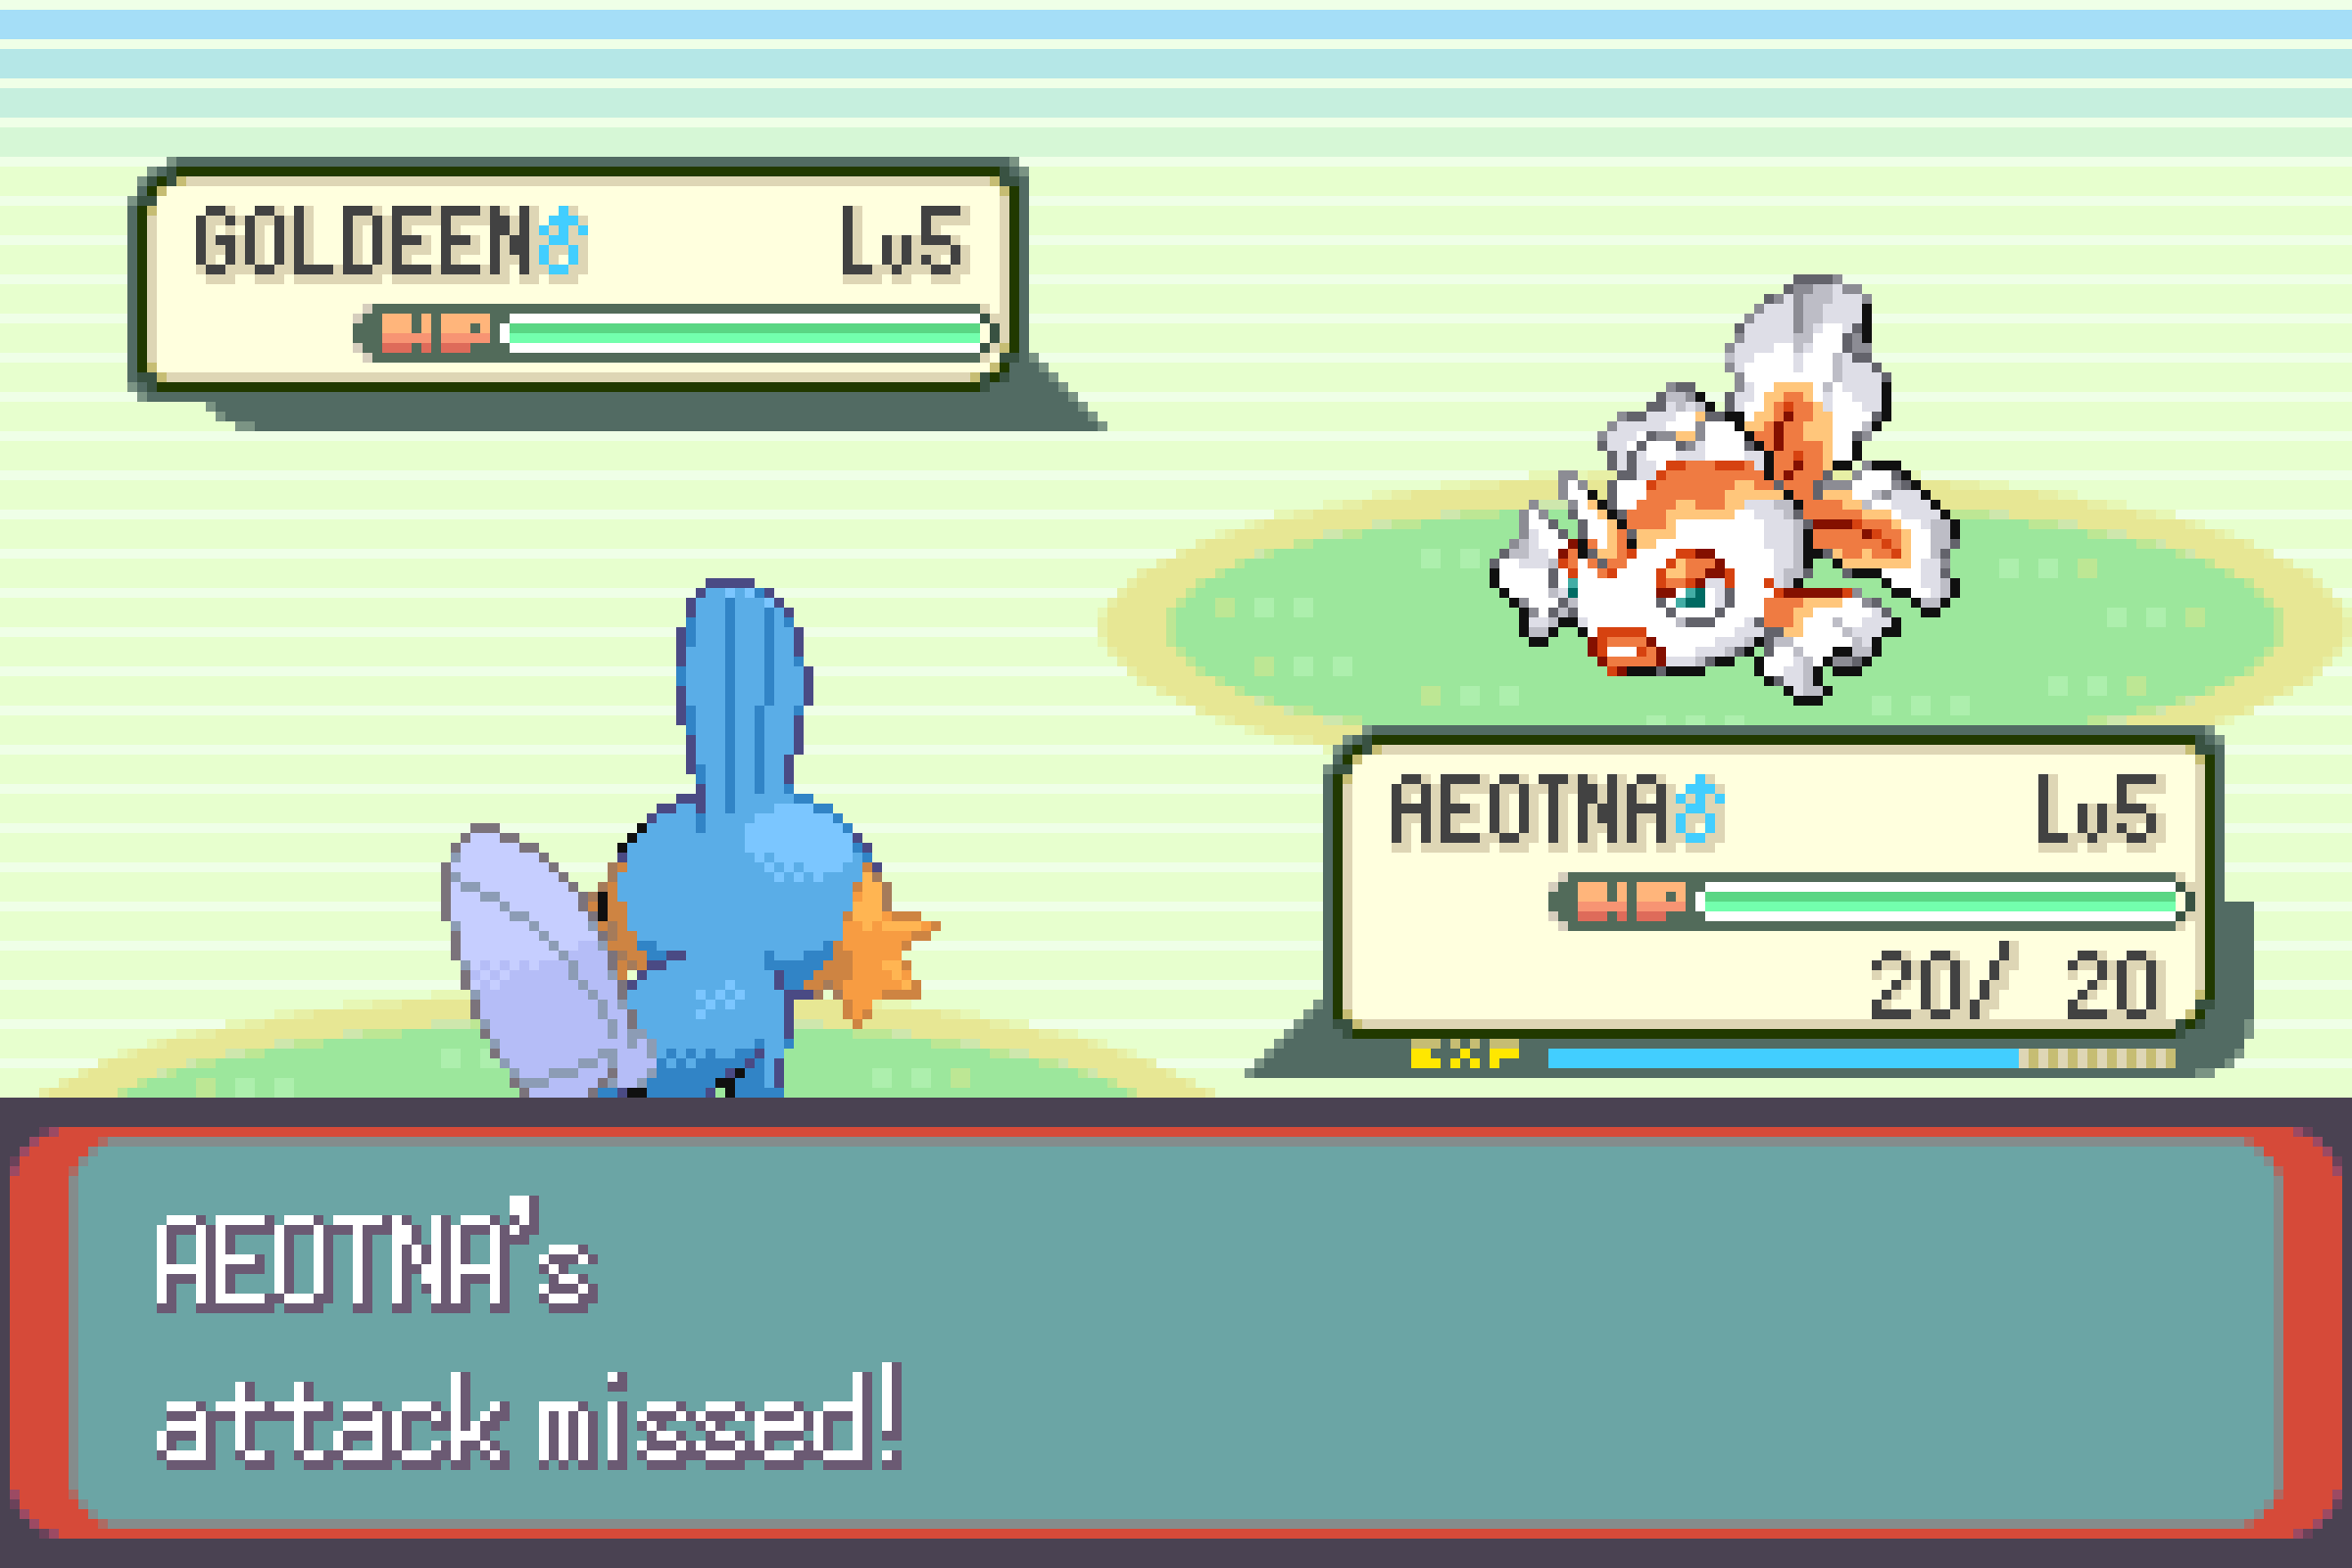 GOLDEEN♂ Lv5
HP
AEOTNA♂ Lv5
HP
20/ 20
EXP
AEOTNA's
attack missed!